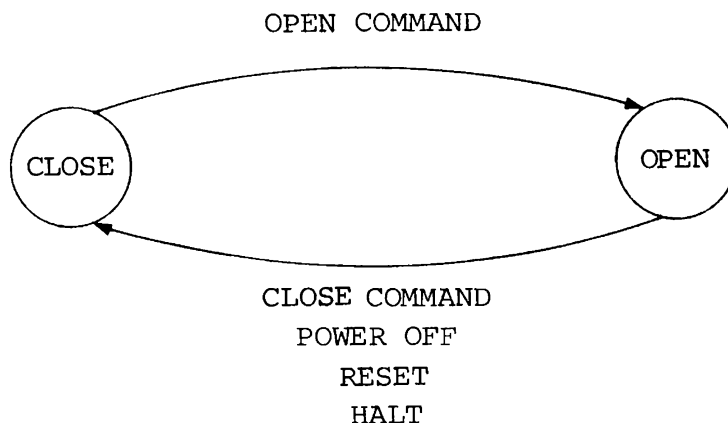 OPEN COMMAND
CLOSE
OPEN
CLOSE COMMAND
POWER OFF
RESET
HALT